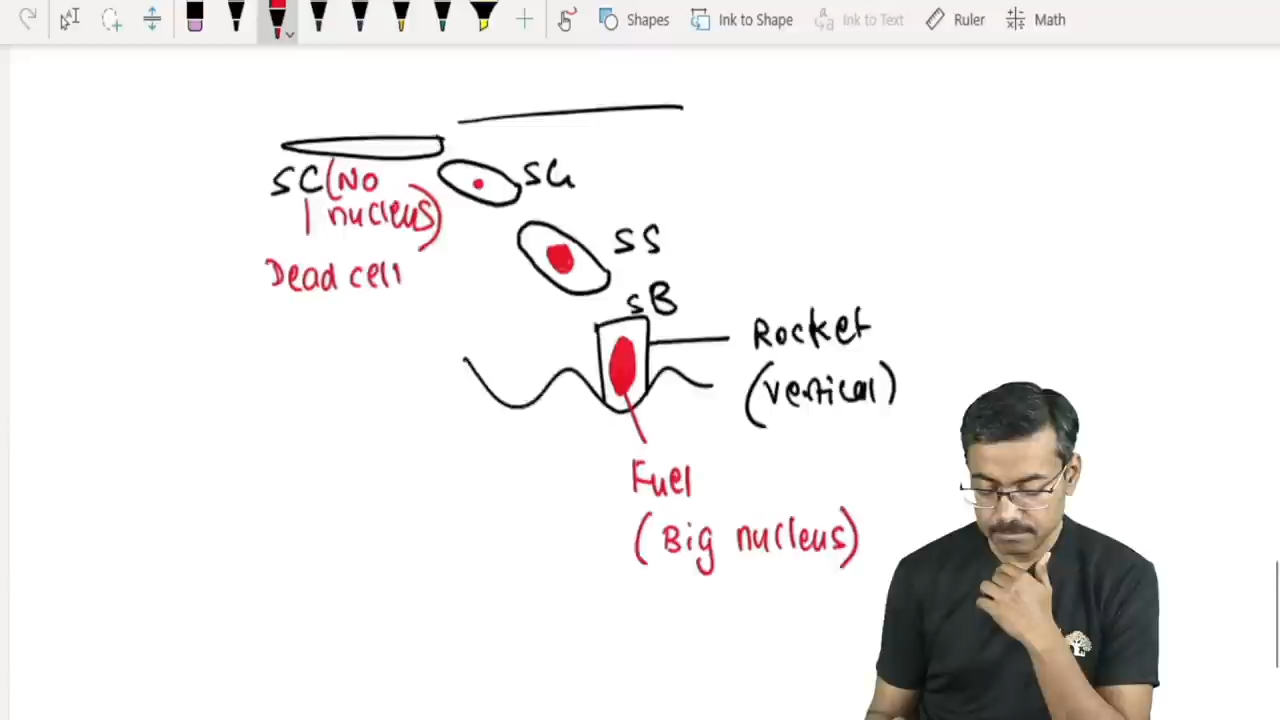 Shapes
Ink to Shape
Ink to Text
Ruler
Math
SC (No
nucleus)
SG
Dead cell
SS
SB
Rocket
(vertical)
Fuel
(Big nucleus)